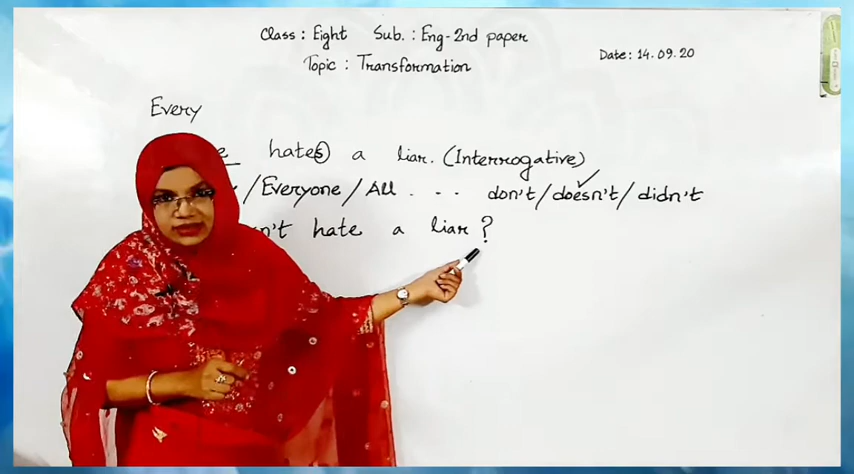 Class : Eight Sub. : Eng-2nd paper
Date: 14.09.20
Topic : Transformation
Every
hates a liar. (Interrogative)
/Everyone/All . . . don't/doesn't/didn't
hate a liar?